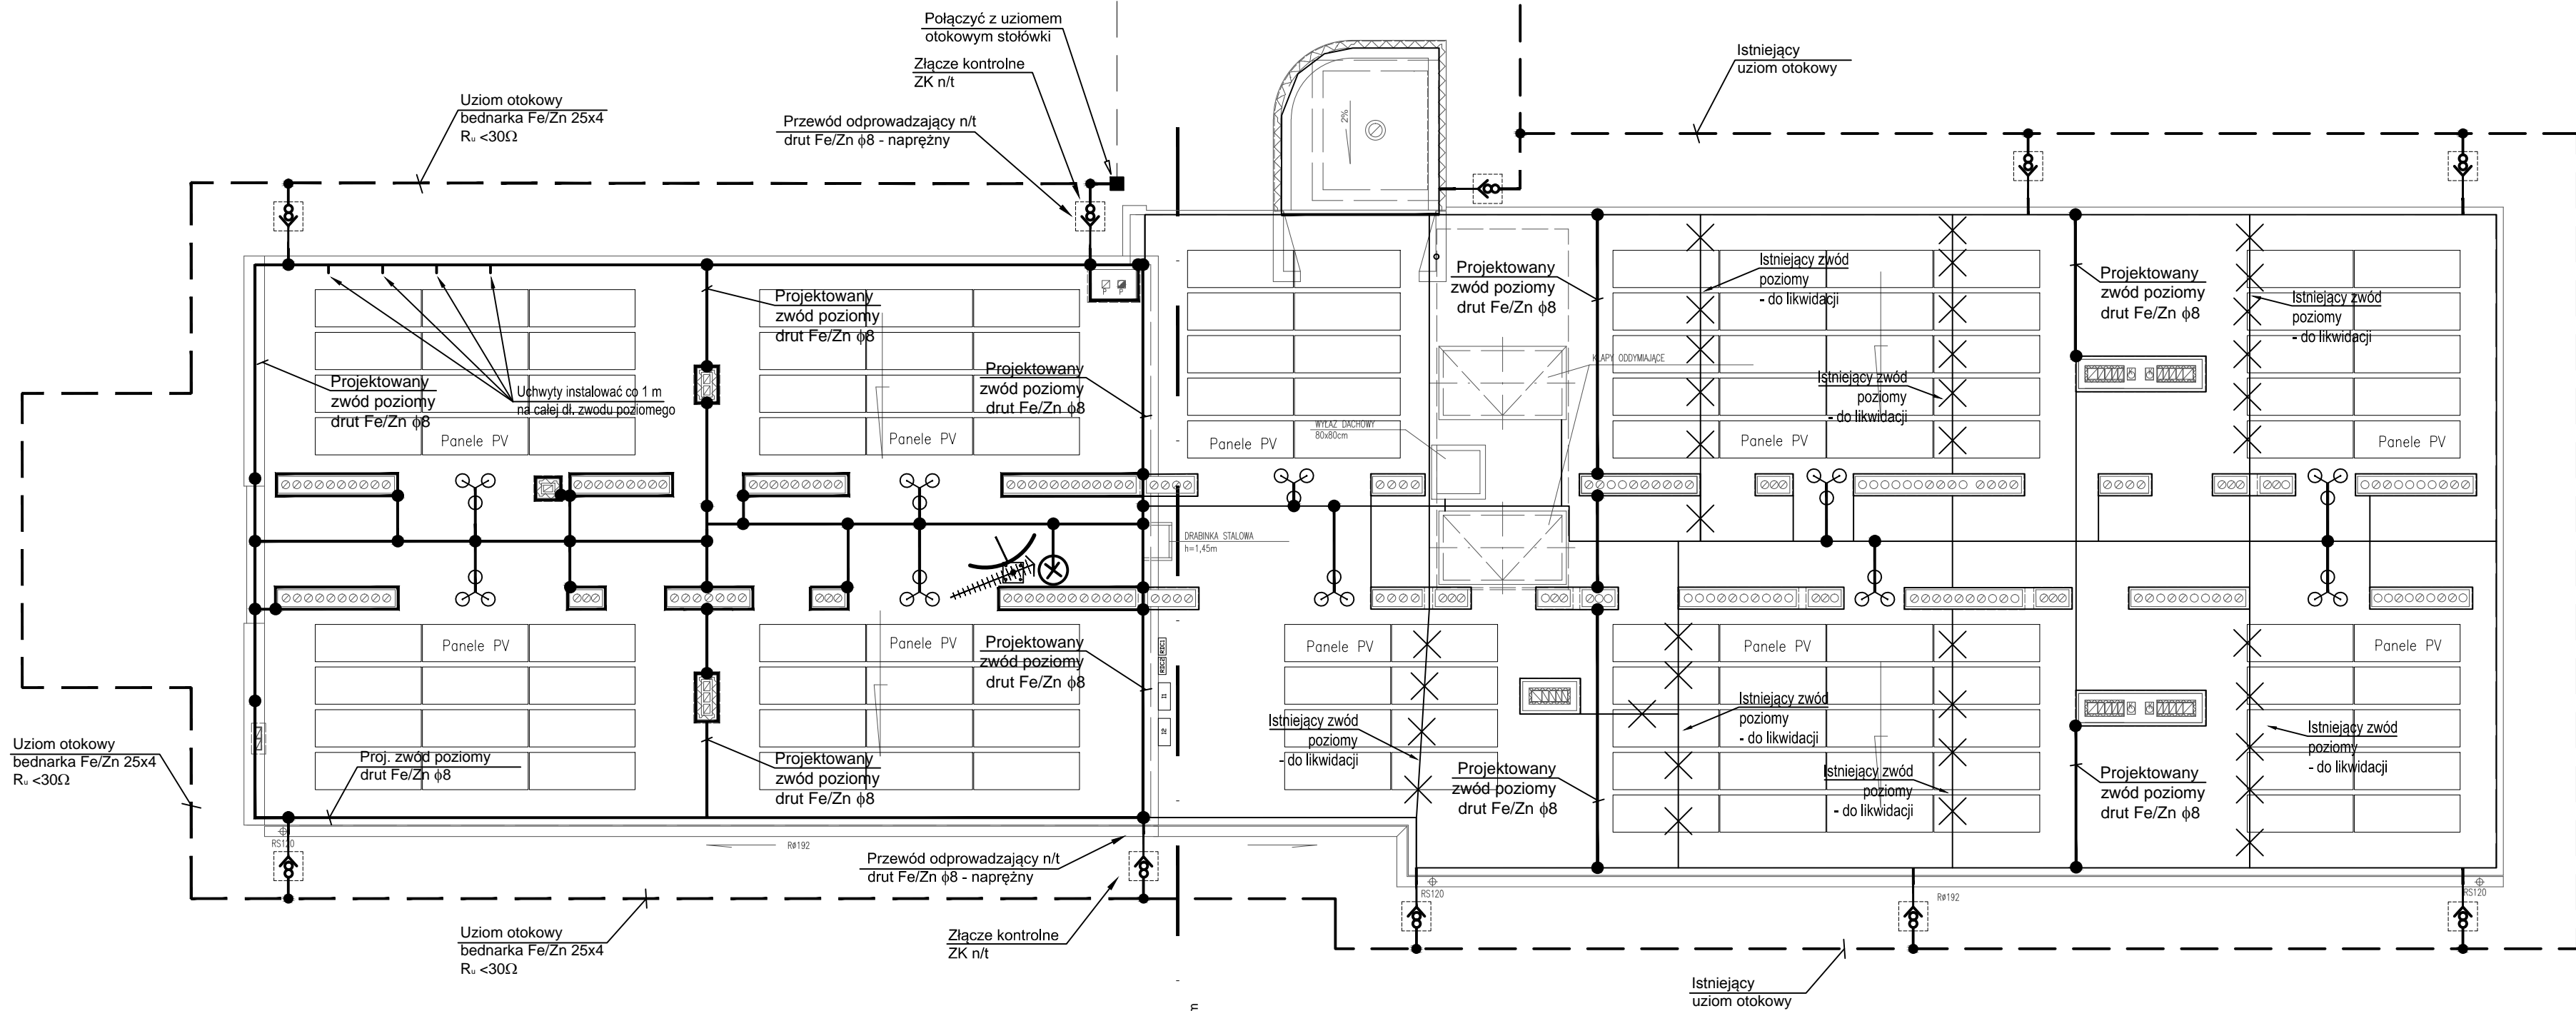 Połączyć z uziomem
otokowym stołówki
Złącze kontrolne
ZK n/t
Przewód odprowadzający n/t
drut Fe/Zn ϕ8 - naprężny
Uziom otokowy
bednarka Fe/Zn 25x4
Ru <30Ω
Istniejący
uziom otokowy
2%
Projektowany
zwód poziomy
drut Fe/Zn ϕ8
Projektowany
zwód poziomy
drut Fe/Zn ϕ8
Uchwyty instalować co 1 m
na całej dł. zwodu poziomego
Projektowany
zwód poziomy
drut Fe/Zn ϕ8
Projektowany
zwód poziomy
drut Fe/Zn ϕ8
Istniejący zwód
poziomy
- do likwidacji
Istniejący zwód
poziomy
- do likwidacji
Projektowany
zwód poziomy
drut Fe/Zn ϕ8
Istniejący zwód
poziomy
- do likwidacji
KLAPY ODDYMIAJĄCE
WYŁAZ DACHOWY
80x80cm
Panele PV
Panele PV
Panele PV
Panele PV
Panele PV
DRABINKA STALOWA
h=1,45m
Panele PV
Panele PV
Panele PV
Panele PV
Panele PV
Projektowany
zwód poziomy
drut Fe/Zn ϕ8
Istniejący zwód
poziomy
- do likwidacji
Istniejący zwód
poziomy
- do likwidacji
Istniejący zwód
poziomy
- do likwidacji
Istniejący zwód
poziomy
- do likwidacji
Uziom otokowy
bednarka Fe/Zn 25x4
Ru <30Ω
Proj. zwód poziomy
drut Fe/Zn ϕ8
Projektowany
zwód poziomy
drut Fe/Zn ϕ8
Projektowany
zwód poziomy
drut Fe/Zn ϕ8
Projektowany
zwód poziomy
drut Fe/Zn ϕ8
RS120
Rø192
Przewód odprowadzający n/t
drut Fe/Zn ϕ8 - naprężny
RS120
Rø192
RS120
Uziom otokowy
bednarka Fe/Zn 25x4
Ru <30Ω
Złącze kontrolne
ZK n/t
Istniejący
uziom otokowy
m